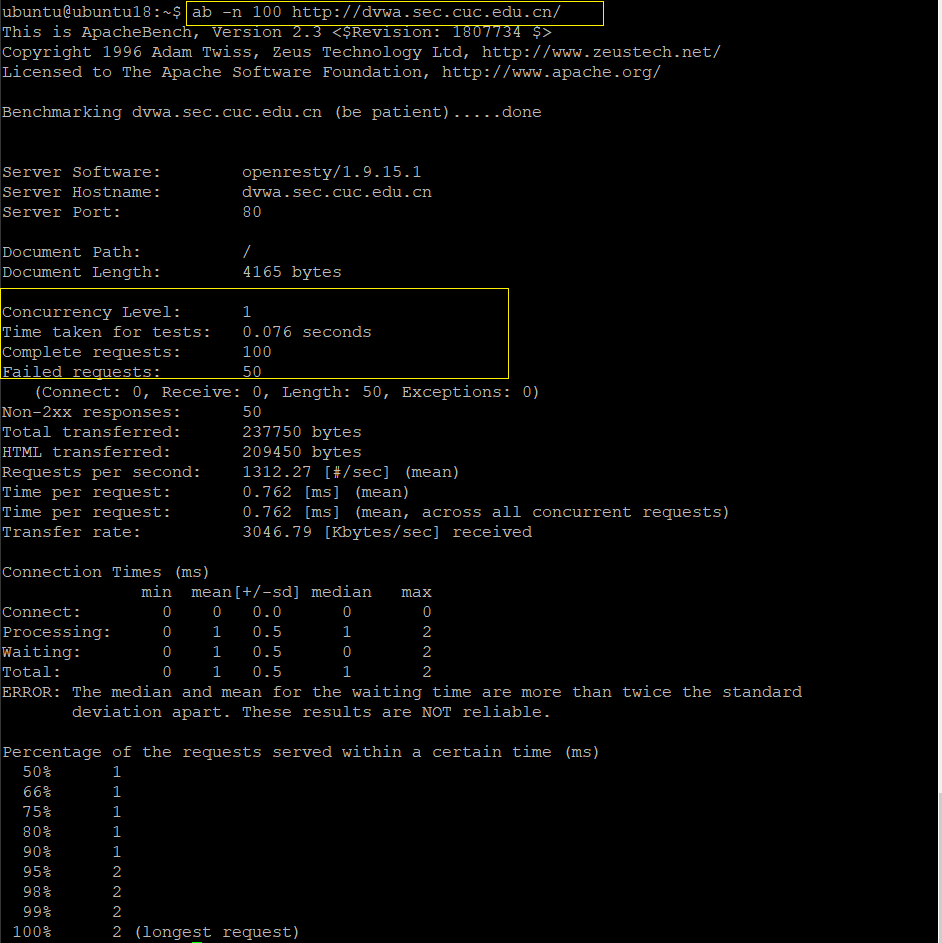 ubuntu@ubuntu18:~$ ab -n 100 http://dvwa.sec.cuc.edu.cn/
This is ApacheBench, Version 2.3 <$Revision: 1807734 $>
Copyright 1996 Adam Twiss, Zeus Technology Ltd, http://www.zeustech.net/
Licensed to The Apache Software Foundation, http://www.apache.org/
Benchmarking dvwa.sec.cuc.edu.cn (be patient).....done
Server Software:        openresty/1.9.15.1
Server Hostname:        dvwa.sec.cuc.edu.cn
Server Port:            80
Document Path:          /
Document Length:        4165 bytes
Concurrency Level:      1
Time taken for tests:   0.076 seconds
Complete requests:      100
Failed requests:        50
   (Connect: 0, Receive: 0, Length: 50, Exceptions: 0)
Non-2xx responses:      50
Total transferred:      237750 bytes
HTML transferred:       209450 bytes
Requests per second:    1312.27 [#/sec] (mean)
Time per request:       0.762 [ms] (mean)
Time per request:       0.762 [ms] (mean, across all concurrent requests)
Transfer rate:          3046.79 [Kbytes/sec] received
Connection Times (ms)
              min  mean[+/-sd] median   max
Connect:        0    0   0.0      0       0
Processing:     0    1   0.5      1       2
Waiting:        0    1   0.5      0       2
Total:          0    1   0.5      1       2
ERROR: The median and mean for the waiting time are more than twice the standard
       deviation apart. These results are NOT reliable.
Percentage of the requests served within a certain time (ms)
  50%      1
  66%      1
  75%      1
  80%      1
  90%      1
  95%      2
  98%      2
  99%      2
 100%      2 (longest request)